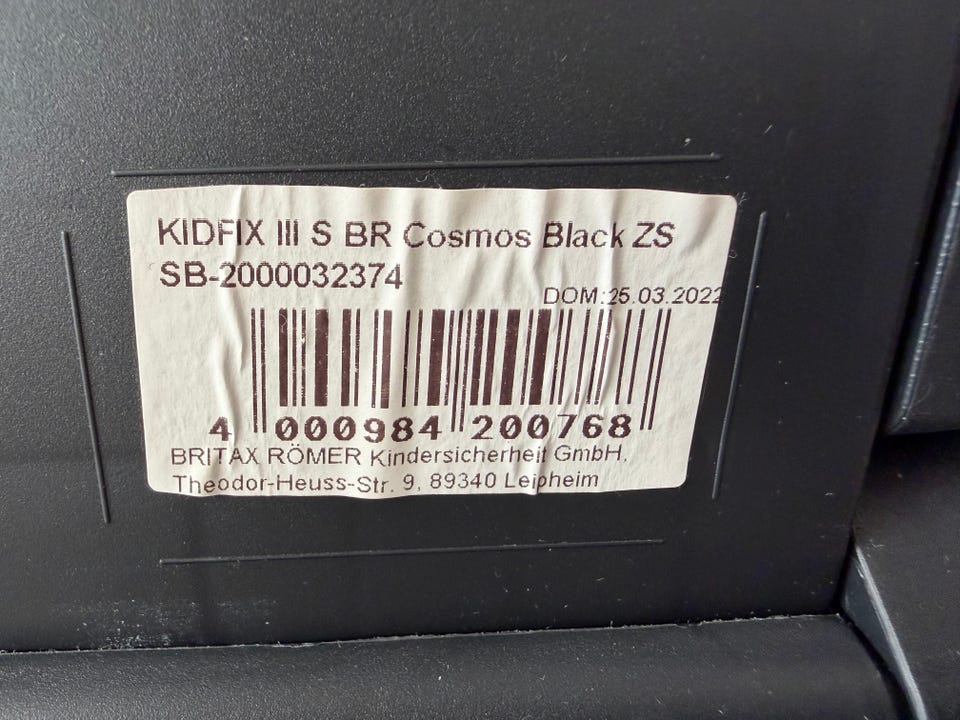 KIDFIX III S BR Cosmos Black ZS
SB-2000032374
DOM:25.03.2022
4 000984 200768
BRITAX RÖMER Kindersicherheit GmbH,
Theodor-Heuss-Str. 9, 89340 Leipheim